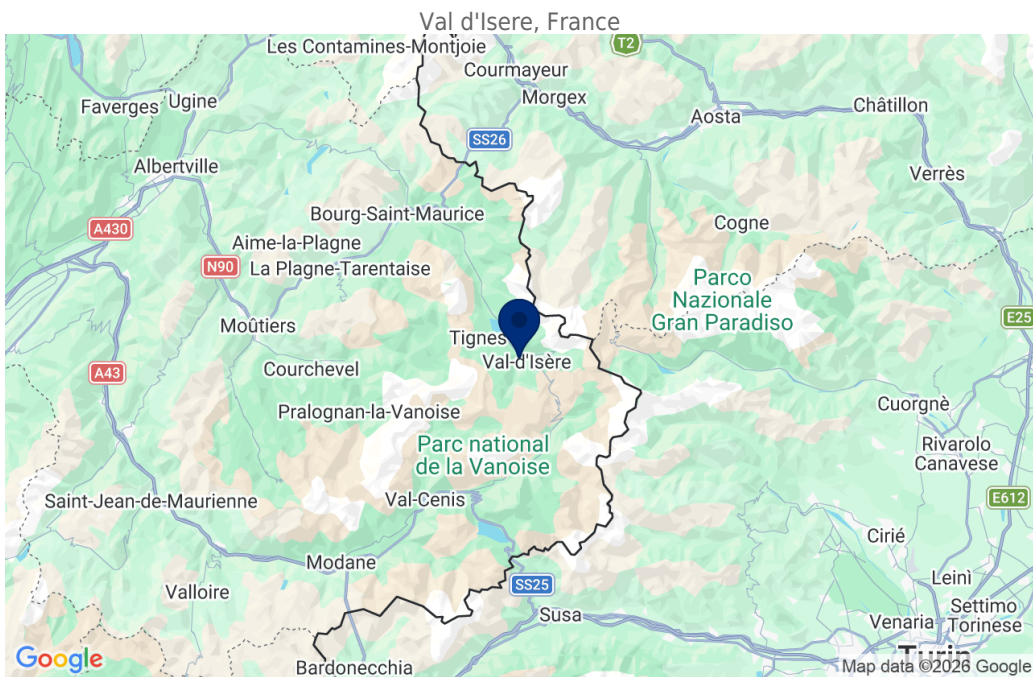 Val d'Isere, France
Les Contamines-Montjoie
T2
Courmayeur
Morgex
Faverges
Ugine
Aosta
Châtillon
SS26
Albertville
Verrès
Bourg-Saint-Maurice
Cogne
A430
Aime-la-Plagne
N90
La Plagne-Tarentaise
Parco
Nazionale
Gran Paradiso
E25
Moûtiers
Tignes
Val-d'Isère
A43
Courchevel
Pralognan-la-Vanoise
Cuorgnè
Parc national
de la Vanoise
Rivarolo
Canavese
Saint-Jean-de-Maurienne
Val-Cenis
E612
Cirié
Modane
Valloire
SS25
Leinì
Susa
Settimo
Torinese
Venaria
Turin
Bardonecchia
Google
Map data ©2026 Google